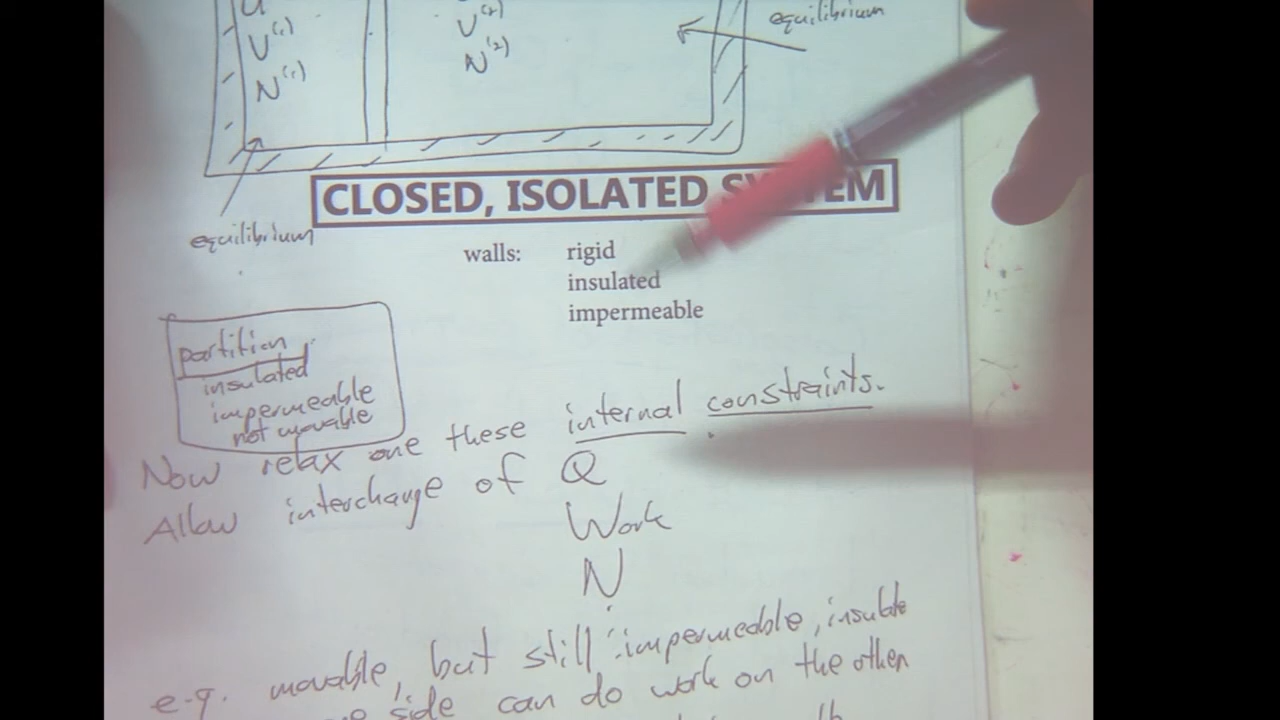 U⁽²⁾
V⁽¹⁾
N⁽¹⁾
N⁽²⁾
equilibrium
CLOSED, ISOLATED SYSTEM
equilibrium
walls: rigid
insulated
impermeable
partition
insulated
impermeable
not movable
Now relax one these internal constraints.
Allow interchange of Q
Work
N
e.g. movable, but still impermeable, insulate
side can do work on the other